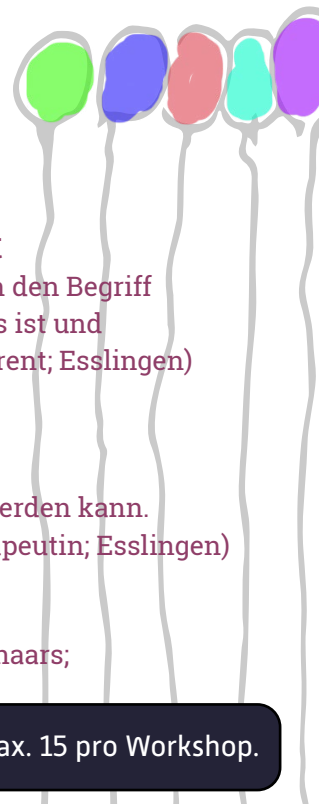 den Begriff
s ist und
rent; Esslingen)
erden kann.
peutin; Esslingen)
naars;
ax. 15 pro Workshop.